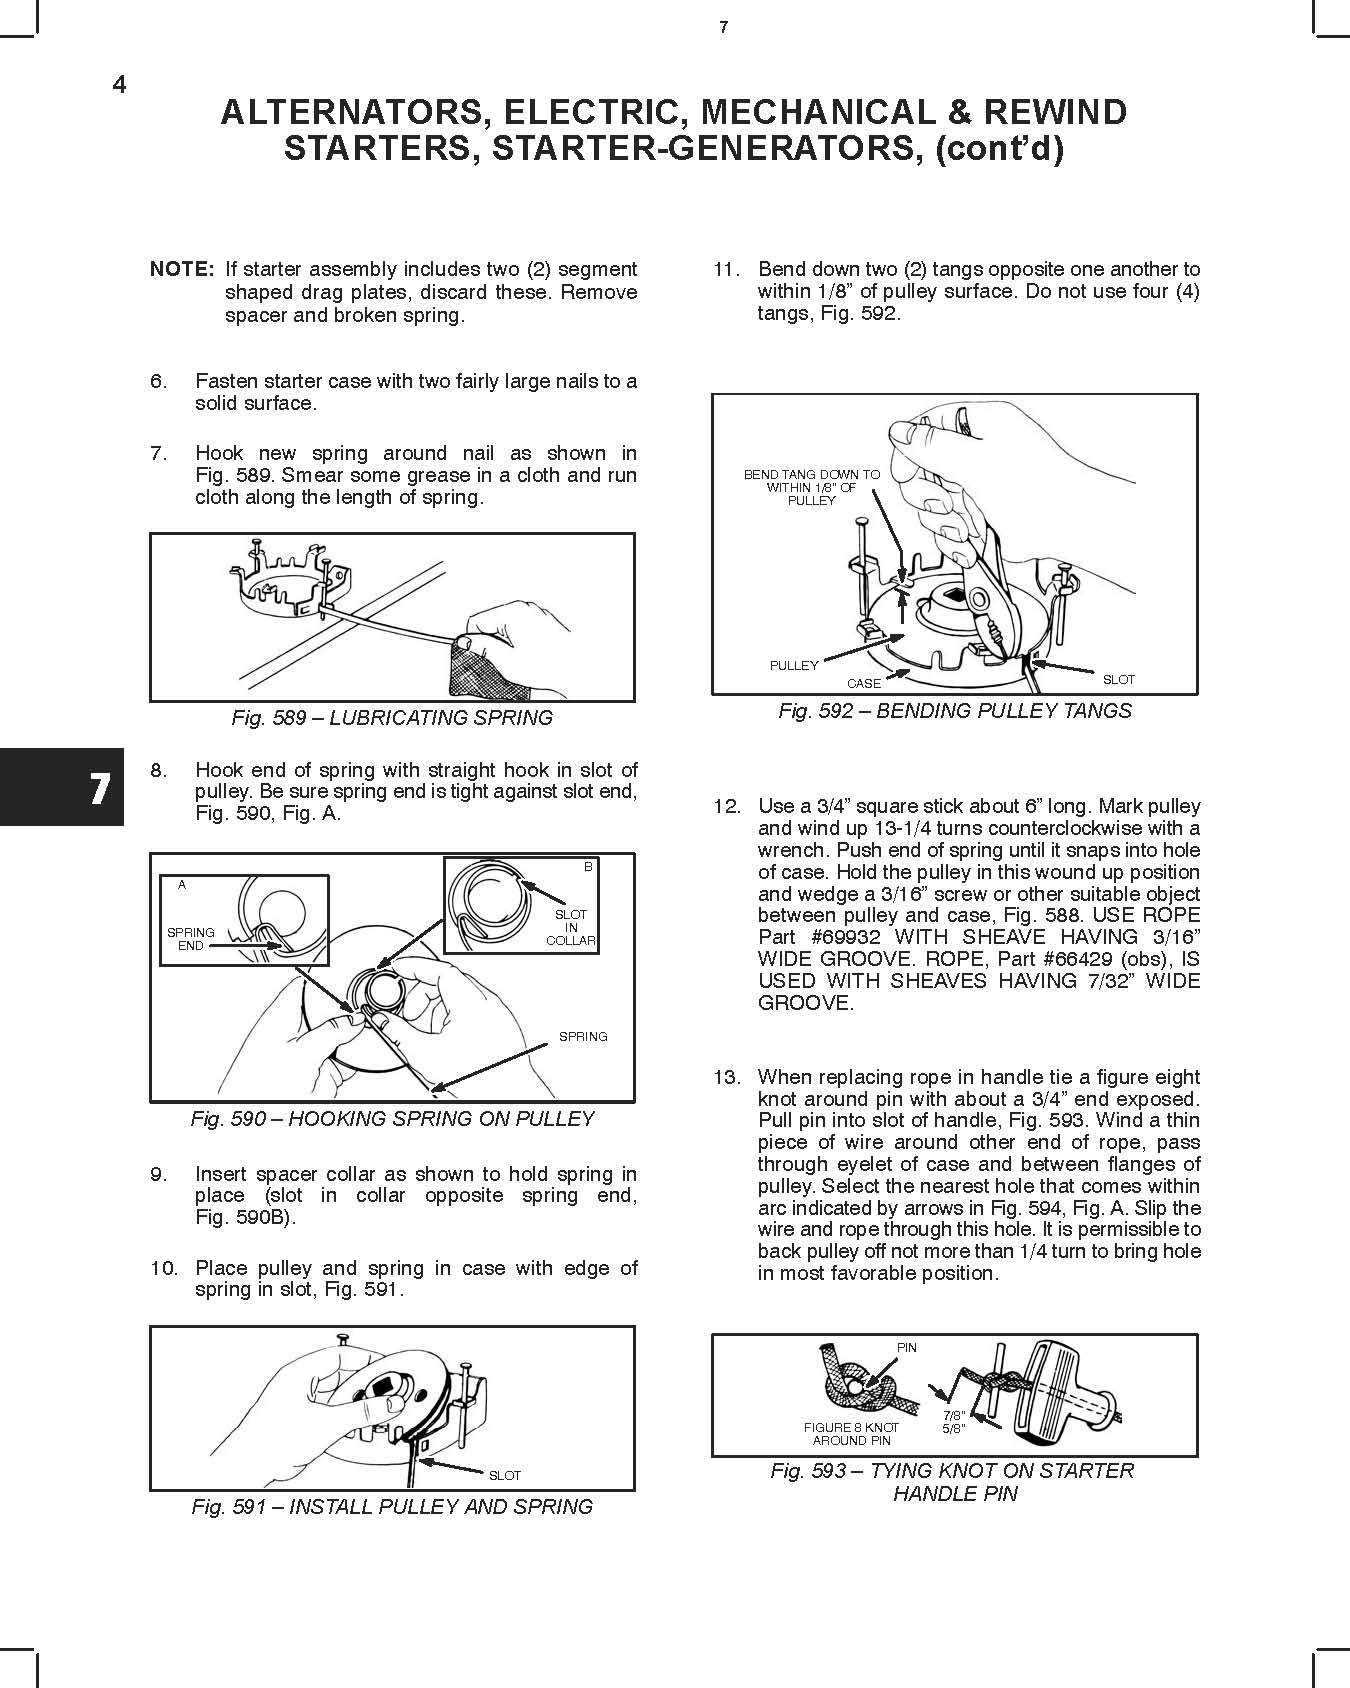 7
4
ALTERNATORS, ELECTRIC, MECHANICAL & REWIND
STARTERS, STARTER-GENERATORS, (cont’d)
NOTE: If starter assembly includes two (2) segment
shaped drag plates, discard these. Remove
spacer and broken spring.
6. Fasten starter case with two fairly large nails to a
solid surface.
7. Hook new spring around nail as shown in
Fig. 589. Smear some grease in a cloth and run
cloth along the length of spring.
Fig. 589 – LUBRICATING SPRING
7
8. Hook end of spring with straight hook in slot of
pulley. Be sure spring end is tight against slot end,
Fig. 590, Fig. A.
A
SPRING
END
B
SLOT
IN
COLLAR
SPRING
Fig. 590 – HOOKING SPRING ON PULLEY
9. Insert spacer collar as shown to hold spring in
place (slot in collar opposite spring end,
Fig. 590B).
10. Place pulley and spring in case with edge of
spring in slot, Fig. 591.
SLOT
Fig. 591 – INSTALL PULLEY AND SPRING
11. Bend down two (2) tangs opposite one another to
within 1/8” of pulley surface. Do not use four (4)
tangs, Fig. 592.
BEND TANG DOWN TO
WITHIN 1/8” OF
PULLEY
PULLEY
CASE
SLOT
Fig. 592 – BENDING PULLEY TANGS
12. Use a 3/4” square stick about 6” long. Mark pulley
and wind up 13-1/4 turns counterclockwise with a
wrench. Push end of spring until it snaps into hole
of case. Hold the pulley in this wound up position
and wedge a 3/16” screw or other suitable object
between pulley and case, Fig. 588. USE ROPE
Part #69932 WITH SHEAVE HAVING 3/16”
WIDE GROOVE. ROPE, Part #66429 (obs), IS
USED WITH SHEAVES HAVING 7/32” WIDE
GROOVE.
13. When replacing rope in handle tie a figure eight
knot around pin with about a 3/4” end exposed.
Pull pin into slot of handle, Fig. 593. Wind a thin
piece of wire around other end of rope, pass
through eyelet of case and between flanges of
pulley. Select the nearest hole that comes within
arc indicated by arrows in Fig. 594, Fig. A. Slip the
wire and rope through this hole. It is permissible to
back pulley off not more than 1/4 turn to bring hole
in most favorable position.
PIN
FIGURE 8 KNOT
AROUND PIN
7/8”
5/8”
Fig. 593 – TYING KNOT ON STARTER
HANDLE PIN